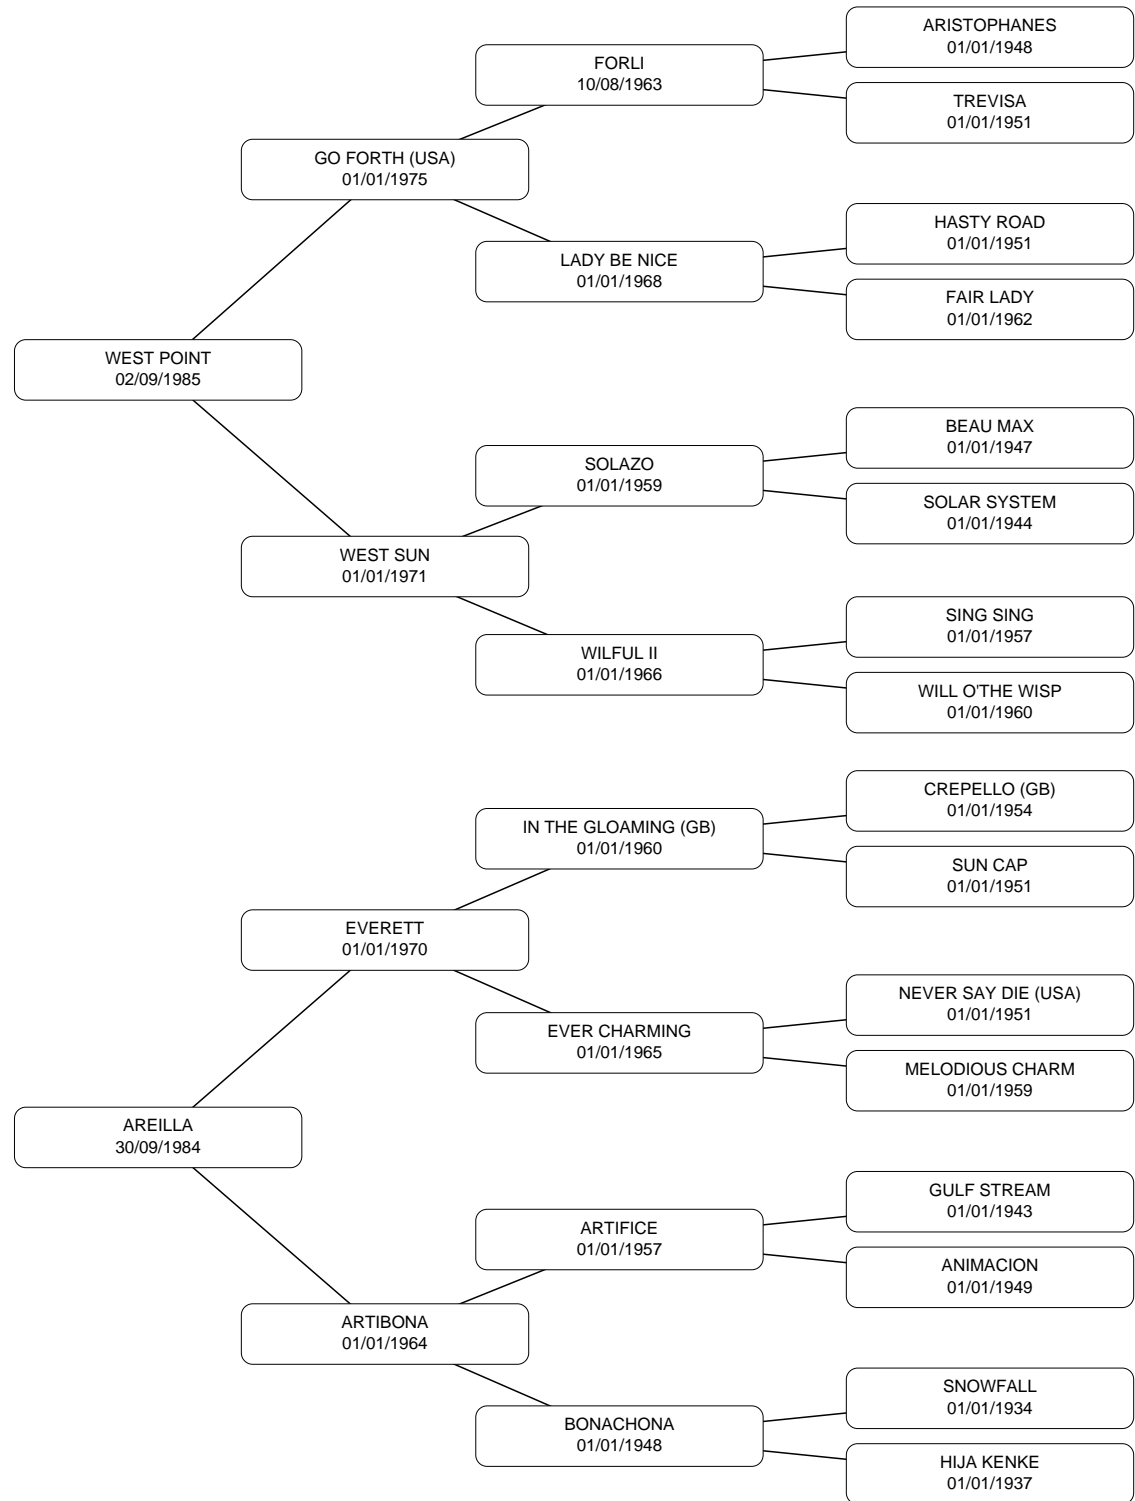 ARISTOPHANES
01/01/1948
FORLI
10/08/1963
TREVISA
01/01/1951
GO FORTH (USA)
01/01/1975
HASTY ROAD
01/01/1951
LADY BE NICE
01/01/1968
FAIR LADY
01/01/1962
WEST POINT
02/09/1985
BEAU MAX
01/01/1947
SOLAZO
01/01/1959
SOLAR SYSTEM
01/01/1944
WEST SUN
01/01/1971
SING SING
01/01/1957
WILFUL II
01/01/1966
WILL O'THE WISP
01/01/1960
CREPELLO (GB)
01/01/1954
IN THE GLOAMING (GB)
01/01/1960
SUN CAP
01/01/1951
EVERETT
01/01/1970
NEVER SAY DIE (USA)
01/01/1951
EVER CHARMING
01/01/1965
MELODIOUS CHARM
01/01/1959
AREILLA
30/09/1984
GULF STREAM
01/01/1943
ARTIFICE
01/01/1957
ANIMACION
01/01/1949
ARTIBONA
01/01/1964
SNOWFALL
01/01/1934
BONACHONA
01/01/1948
HIJA KENKE
01/01/1937